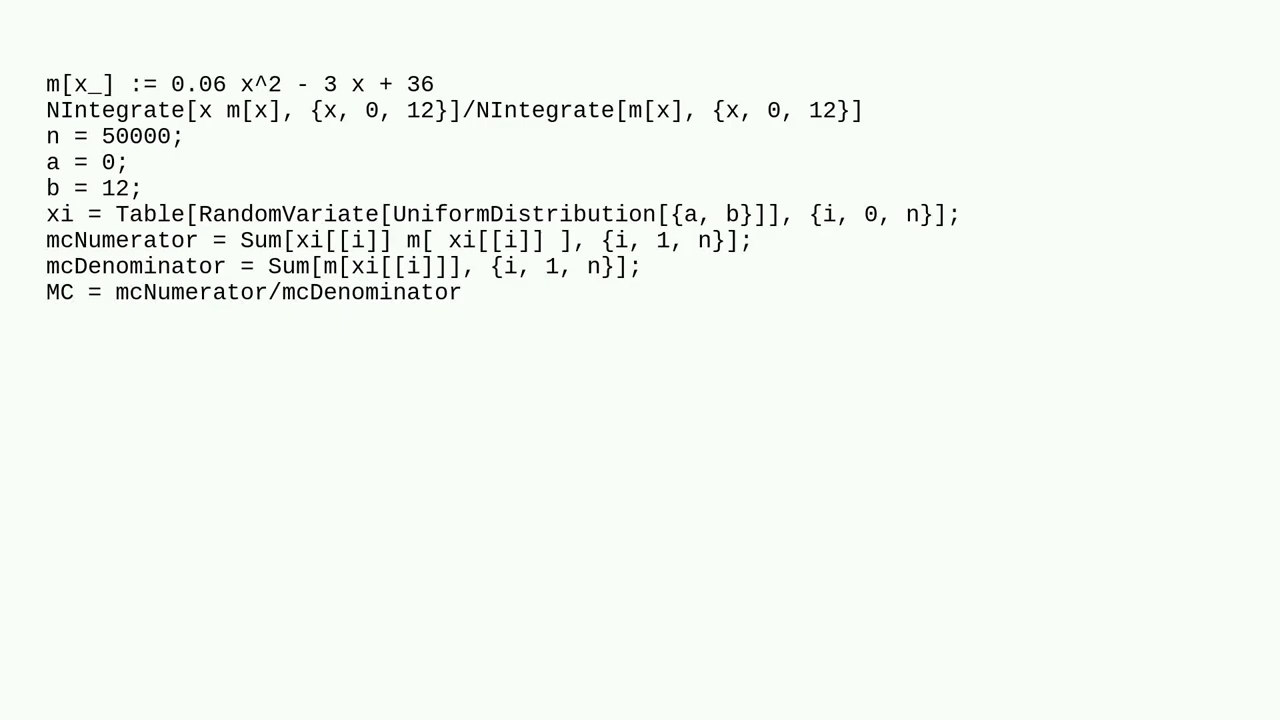 m[x_] := 0.06 x^2 - 3 x + 36
NIntegrate[x m[x], {x, 0, 12}]/NIntegrate[m[x], {x, 0, 12}]
n = 50000;
a = 0;
b = 12;
xi = Table[RandomVariate[UniformDistribution[{a, b}]], {i, 0, n}];
mcNumerator = Sum[xi[[i]] m[ xi[[i]] ], {i, 1, n}];
mcDenominator = Sum[m[xi[[i]]], {i, 1, n}];
MC = mcNumerator/mcDenominator